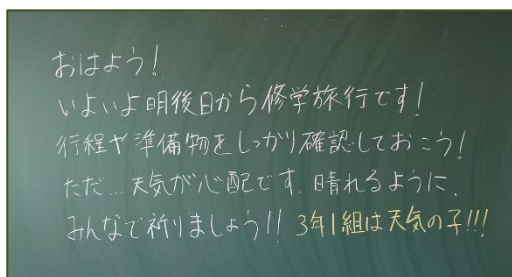 おはよう!
いよいよ明後日から修学旅行です!
行程や準備物をしっかり確認しておこう!
ただ...天気が心配です. 晴れるように.
みんなで祈りましょう!! 3年1組は天気の子!!!